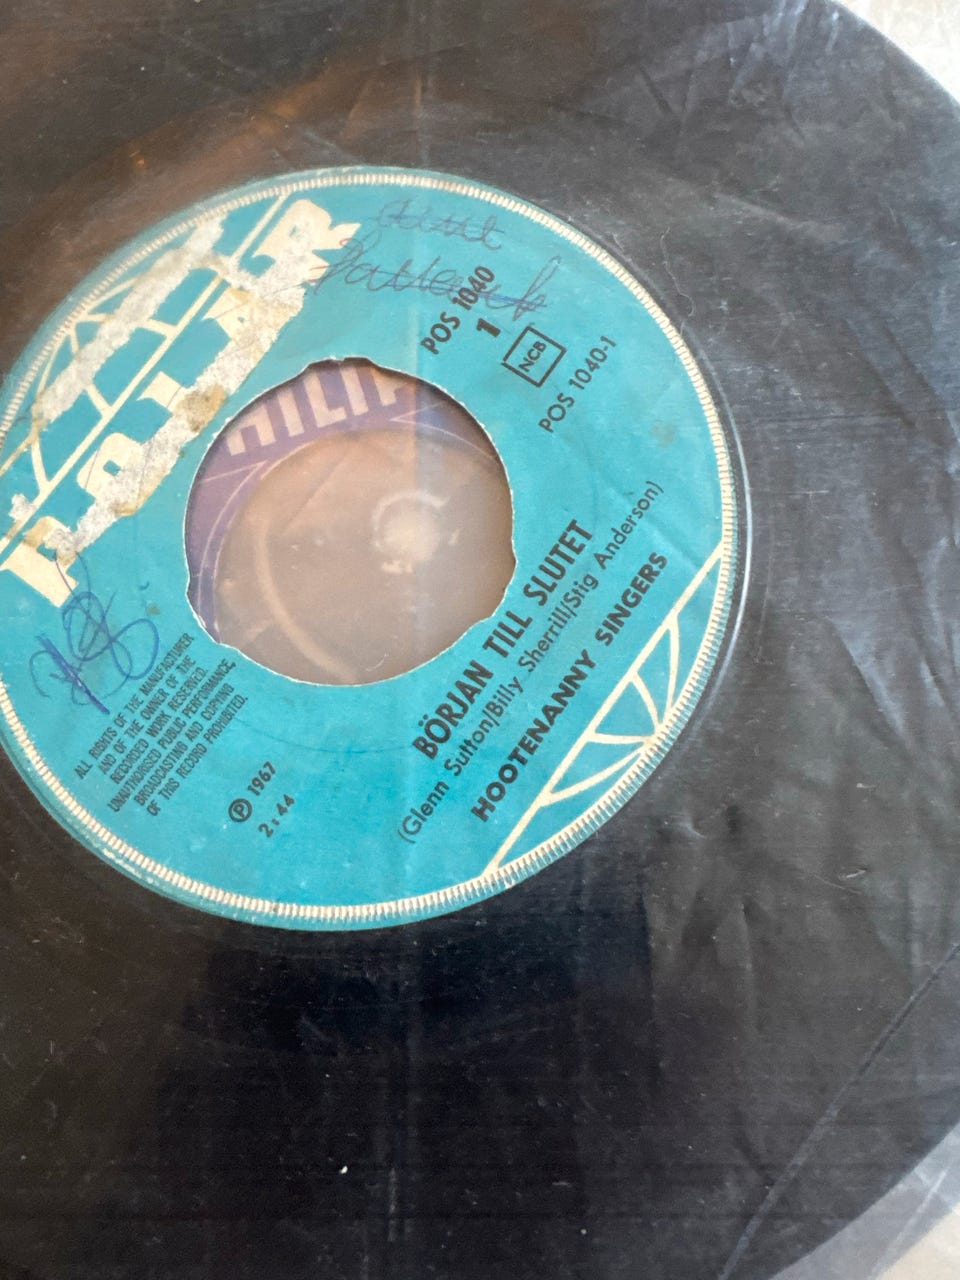 POLAR
POS 1040
1
NCB
POS 1040-1
HILIP
BÖRJAN TILL SLUTET
(Glenn Sutton/Billy Sherrill/Stig Anderson)
HOOTENANNY SINGERS
ALL RIGHTS OF THE MANUFACTURER
AND OF THE OWNER OF THE
RECORDED WORK RESERVED.
UNAUTHORISED PUBLIC PERFORMANCE,
BROADCASTING AND COPYING
OF THIS RECORD PROHIBITED.
℗ 1967
2:44